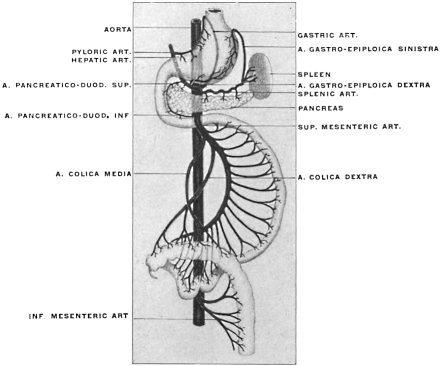 AORTA
PYLORIC ART.
HEPATIC ART.
A. PANCREATICO-DUOD. SUP.
A. PANCREATICO-DUOD. INF
A. COLICA MEDIA
INF. MESENTERIC ART
GASTRIC ART.
A. GASTRO-EPIPLOICA SINISTRA
SPLEEN
A. GASTRO-EPIPLOICA DEXTRA
SPLENIC ART.
PANCREAS
SUP. MESENTERIC ART.
A. COLICA DEXTRA